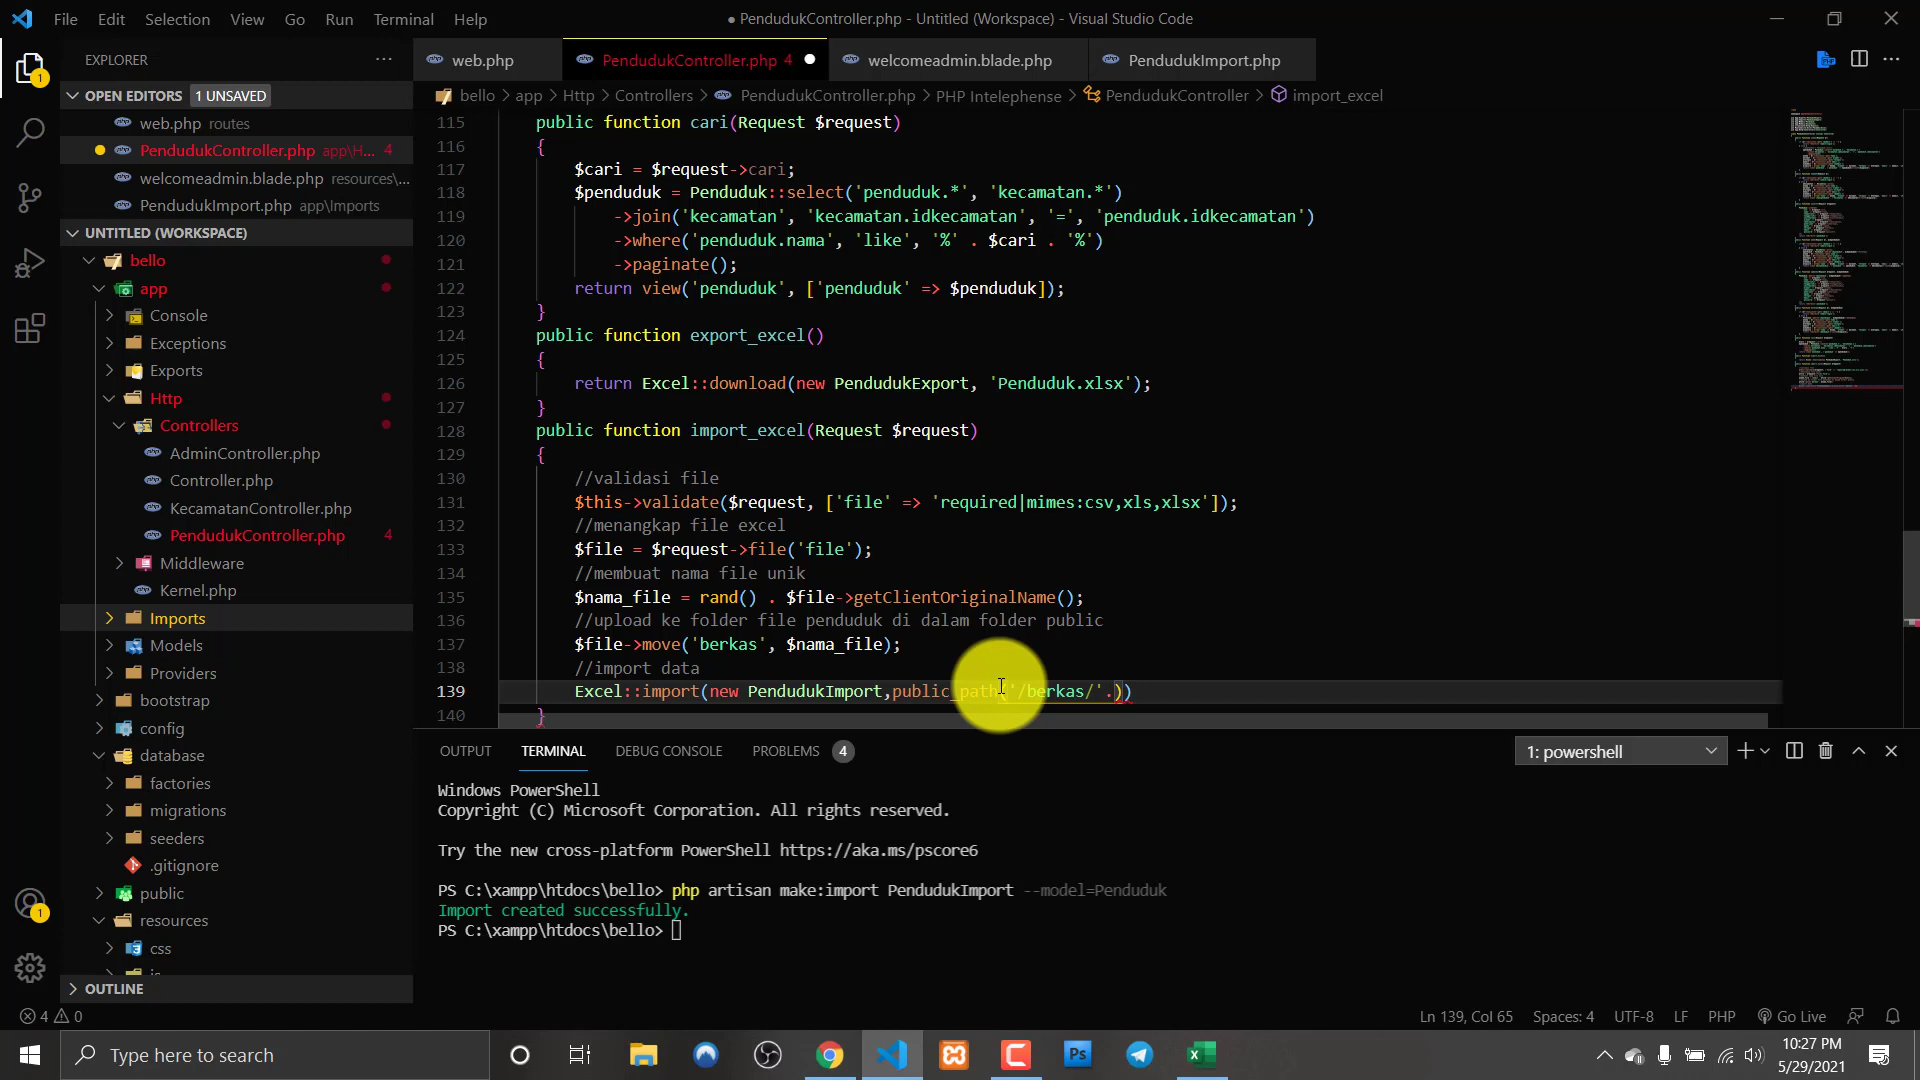 File Edit Selection View Go Run Terminal Help
● PendudukController.php - Untitled (Workspace) - Visual Studio Code
EXPLORER
OPEN EDITORS 1 UNSAVED
web.php routes
PendudukController.php app\H... 4
welcomeadmin.blade.php resources\...
PendudukImport.php app\Imports
UNTITLED (WORKSPACE)
bello
app
Console
Exceptions
Exports
Http
Controllers
AdminController.php
Controller.php
KecamatanController.php
PendudukController.php 4
Middleware
Kernel.php
Imports
Models
Providers
bootstrap
config
database
factories
migrations
seeders
.gitignore
public
resources
css
OUTLINE
web.php
PendudukController.php 4
welcomeadmin.blade.php
PendudukImport.php
bello > app > Http > Controllers > PendudukController.php > PHP Intelephense > PendudukController > import_excel
115 public function cari(Request $request)
116 {
117 $cari = $request->cari;
118 $penduduk = Penduduk::select('penduduk.*', 'kecamatan.*')
119 ->join('kecamatan', 'kecamatan.idkecamatan', '=', 'penduduk.idkecamatan')
120 ->where('penduduk.nama', 'like', '%' . $cari . '%')
121 ->paginate();
122 return view('penduduk', ['penduduk' => $penduduk]);
123 }
124 public function export_excel()
125 {
126 return Excel::download(new PendudukExport, 'Penduduk.xlsx');
127 }
128 public function import_excel(Request $request)
129 {
130 //validasi file
131 $this->validate($request, ['file' => 'required|mimes:csv,xls,xlsx']);
132 //menangkap file excel
133 $file = $request->file('file');
134 //membuat nama file unik
135 $nama_file = rand() . $file->getClientOriginalName();
136 //upload ke folder file penduduk di dalam folder public
137 $file->move('berkas', $nama_file);
138 //import data
139 Excel::import(new PendudukImport,public_path('/berkas/'.))
140 }
OUTPUT TERMINAL DEBUG CONSOLE PROBLEMS 4
1: powershell
Windows PowerShell
Copyright (C) Microsoft Corporation. All rights reserved.
Try the new cross-platform PowerShell https://aka.ms/pscore6
PS C:\xampp\htdocs\bello> php artisan make:import PendudukImport --model=Penduduk
Import created successfully.
PS C:\xampp\htdocs\bello>
1
1
4 0
Ln 139, Col 65 Spaces: 4 UTF-8 LF PHP Go Live
Type here to search
Ps
10:27 PM
5/29/2021